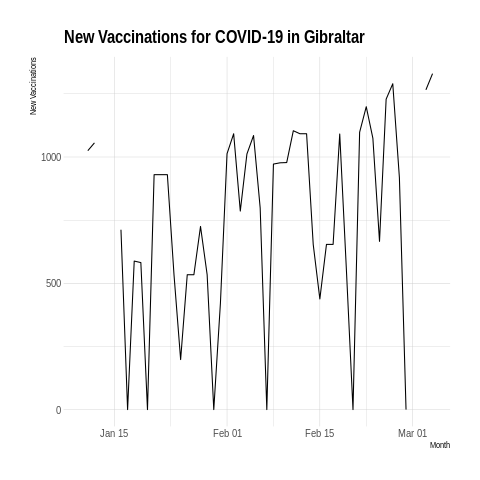 New Vaccinations for COVID-19 in Gibraltar
New Vaccinations
1000
500
0
Jan 15 Feb 01 Feb 15 Mar 01
Month